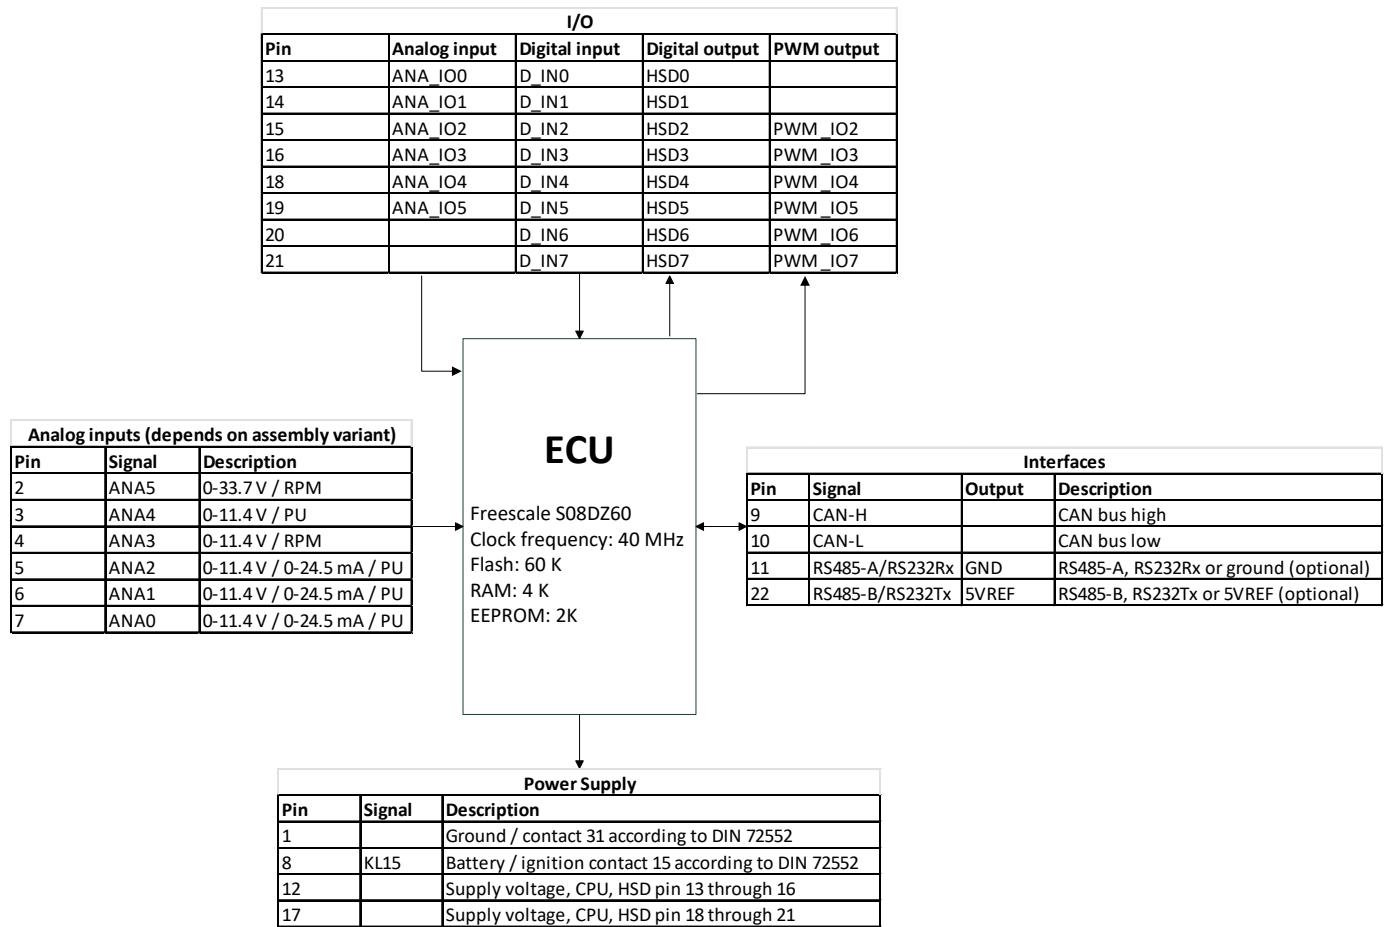 I/O
Pin Analog input Digital input Digital output PWM output
13 ANA_IO0 D_IN0 HSD0
14 ANA_IO1 D_IN1 HSD1
15 ANA_IO2 D_IN2 HSD2 PWM_IO2
16 ANA_IO3 D_IN3 HSD3 PWM_IO3
18 ANA_IO4 D_IN4 HSD4 PWM_IO4
19 ANA_IO5 D_IN5 HSD5 PWM_IO5
20 D_IN6 HSD6 PWM_IO6
21 D_IN7 HSD7 PWM_IO7
Analog inputs (depends on assembly variant)
Pin Signal Description
2 ANA5 0-33.7 V / RPM
3 ANA4 0-11.4 V / PU
4 ANA3 0-11.4 V / RPM
5 ANA2 0-11.4 V / 0-24.5 mA / PU
6 ANA1 0-11.4 V / 0-24.5 mA / PU
7 ANA0 0-11.4 V / 0-24.5 mA / PU
ECU
Freescale S08DZ60
Clock frequency: 40 MHz
Flash: 60 K
RAM: 4 K
EEPROM: 2K
Interfaces
Pin Signal Output Description
9 CAN-H CAN bus high
10 CAN-L CAN bus low
11 RS485-A/RS232Rx GND RS485-A, RS232Rx or ground (optional)
22 RS485-B/RS232Tx 5VREF RS485-B, RS232Tx or 5VREF (optional)
Power Supply
Pin Signal Description
1 Ground / contact 31 according to DIN 72552
8 KL15 Battery / ignition contact 15 according to DIN 72552
12 Supply voltage, CPU, HSD pin 13 through 16
17 Supply voltage, CPU, HSD pin 18 through 21